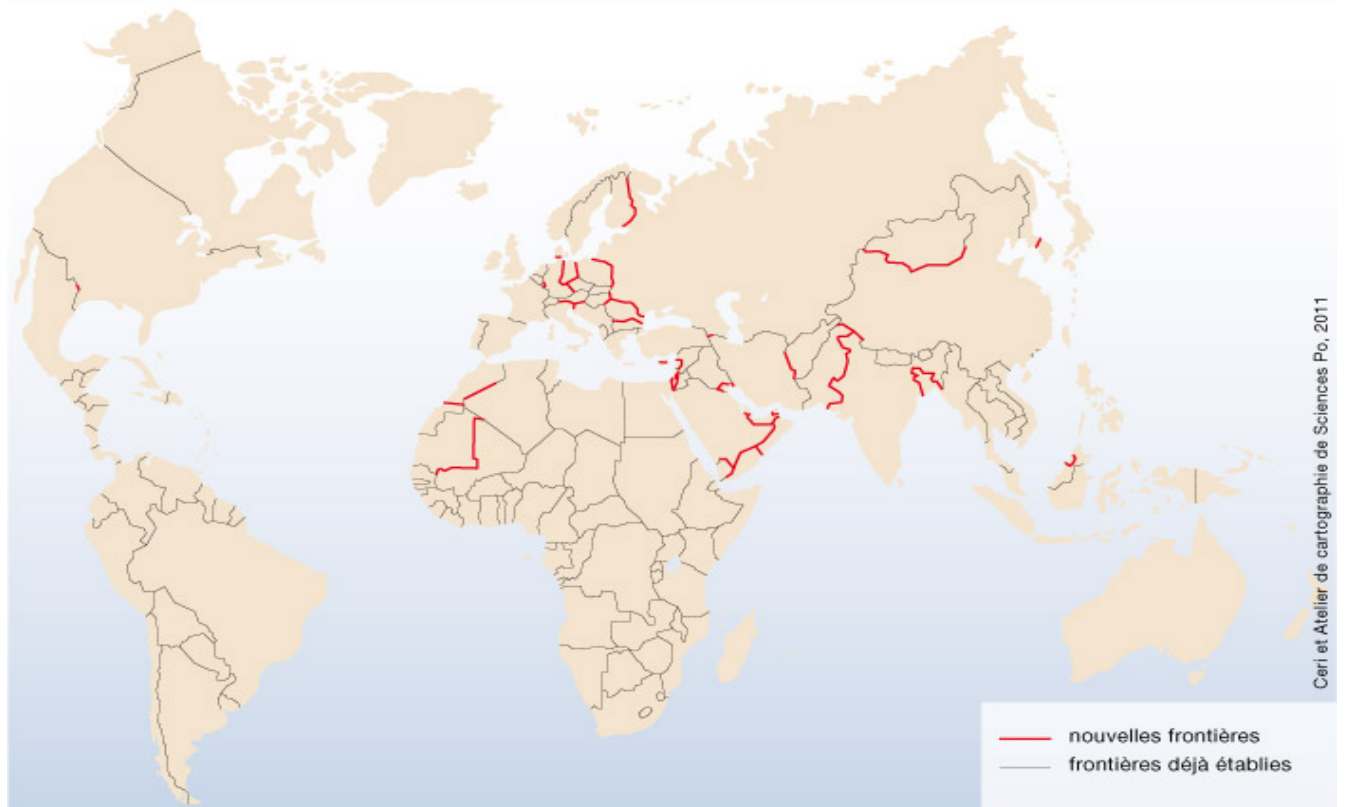 Ceri et Atelier de cartographie de Sciences Po, 2011
nouvelles frontières
frontières déjà établies